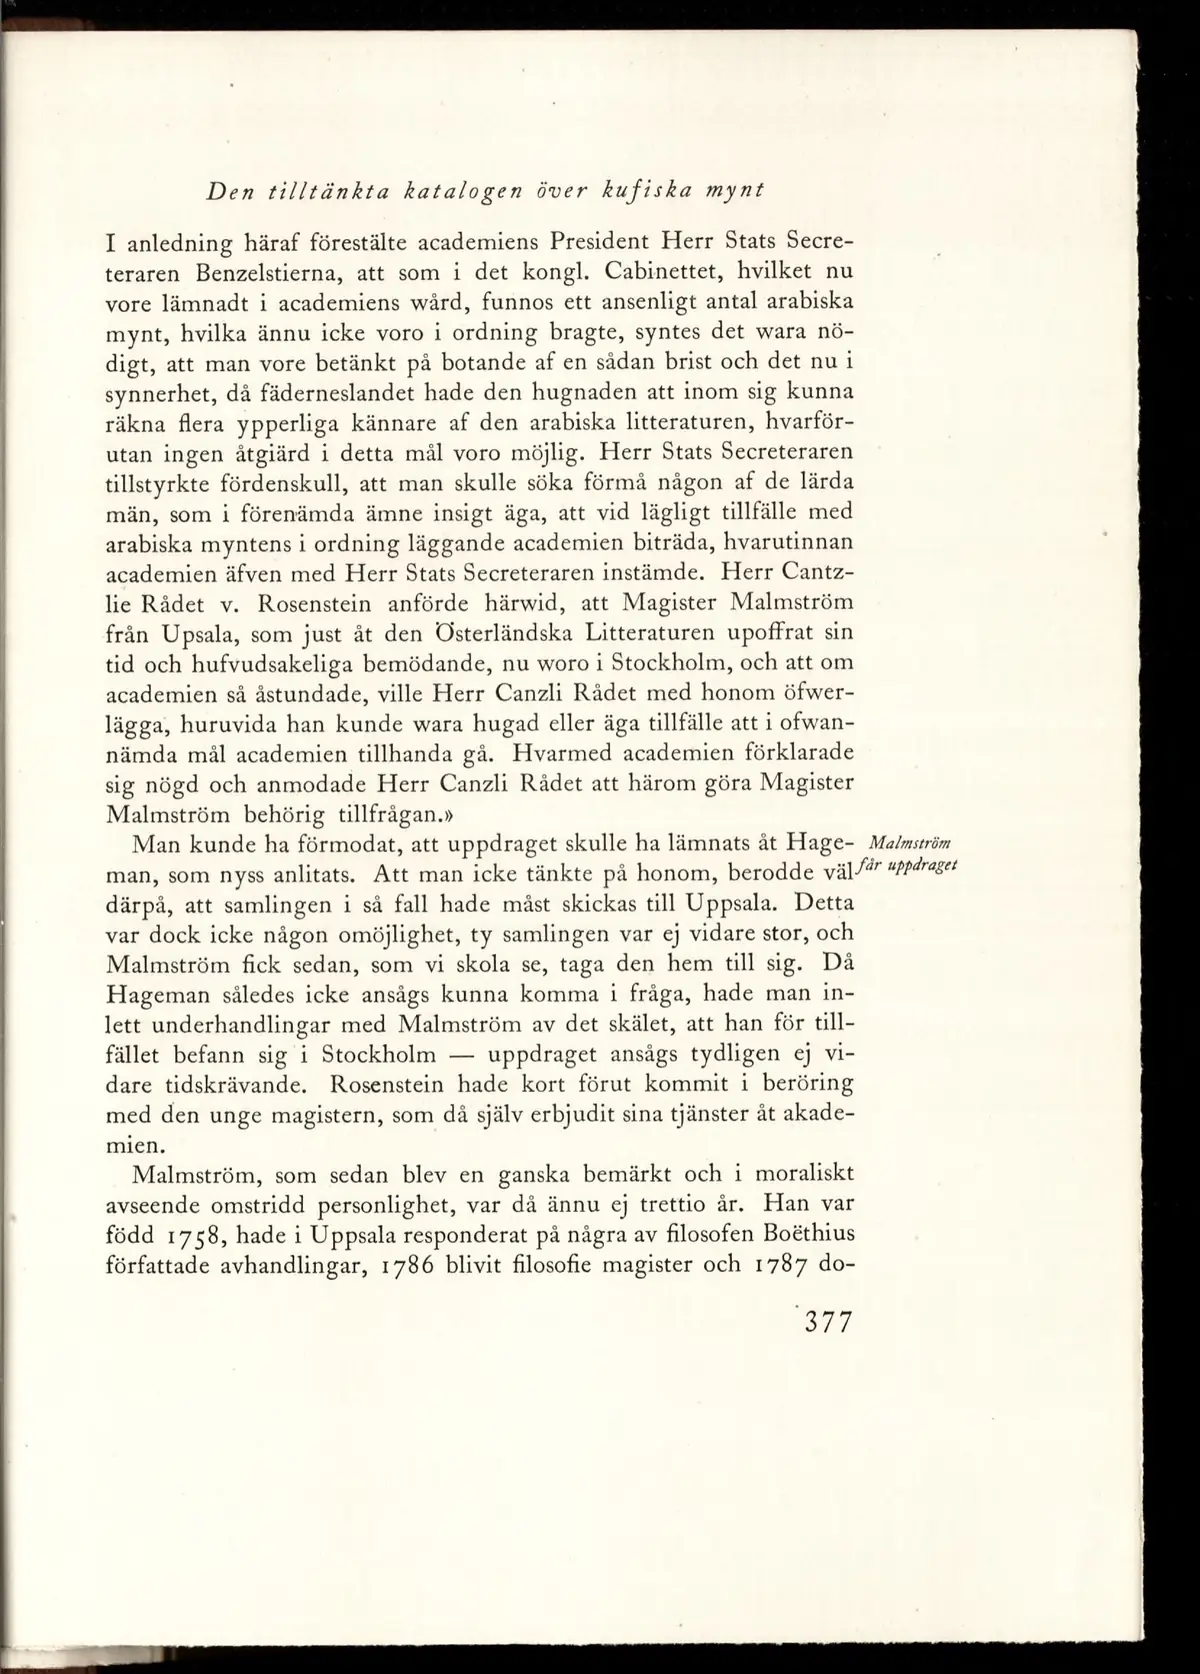 Den tilltänkta katalogen över kufiska mynt
I anledning häraf förestälte academiens President Herr Stats Secre-
teraren Benzelstierna, att som i det kongl. Cabinettet, hvilket nu
vore lämnadt i academiens wård, funnos ett ansenligt antal arabiska
mynt, hvilka ännu icke voro i ordning bragte, syntes det wara nö-
digt, att man vore betänkt på botande af en sådan brist och det nu i
synnerhet, då fäderneslandet hade den hugnaden att inom sig kunna
räkna flera ypperliga kännare af den arabiska litteraturen, hvarför-
utan ingen åtgiärd i detta mål voro möjlig. Herr Stats Secreteraren
tillstyrkte fördenskull, att man skulle söka förmå någon af de lärda
män, som i förenämda ämne insigt äga, att vid lägligt tillfälle med
arabiska myntens i ordning läggande academien biträda, hvarutinnan
academien äfven med Herr Stats Secreteraren instämde. Herr Cantz-
lie Rådet v. Rosenstein anförde härwid, att Magister Malmström
från Upsala, som just åt den Österländska Litteraturen upoffrat sin
tid och hufvudsakeliga bemödande, nu woro i Stockholm, och att om
academien så åstundade, ville Herr Canzli Rådet med honom öfwer-
lägga, huruvida han kunde wara hugad eller äga tillfälle att i ofwan-
nämda mål academien tillhanda gå. Hvarmed academien förklarade
sig nögd och anmodade Herr Canzli Rådet att härom göra Magister
Malmström behörig tillfrågan.»
Man kunde ha förmodat, att uppdraget skulle ha lämnats åt Hage-
man, som nyss anlitats. Att man icke tänkte på honom, berodde väl
därpå, att samlingen i så fall hade måst skickas till Uppsala. Detta
var dock icke någon omöjlighet, ty samlingen var ej vidare stor, och
Malmström fick sedan, som vi skola se, taga den hem till sig. Då
Hageman således icke ansågs kunna komma i fråga, hade man in-
lett underhandlingar med Malmström av det skälet, att han för till-
fället befann sig i Stockholm — uppdraget ansågs tydligen ej vi-
dare tidskrävande. Rosenstein hade kort förut kommit i beröring
med den unge magistern, som då själv erbjudit sina tjänster åt akade-
mien.
Malmström, som sedan blev en ganska bemärkt och i moraliskt
avseende omstridd personlighet, var då ännu ej trettio år. Han var
född 1758, hade i Uppsala responderat på några av filosofen Boëthius
författade avhandlingar, 1786 blivit filosofie magister och 1787 do-
Malmström
får uppdraget
377